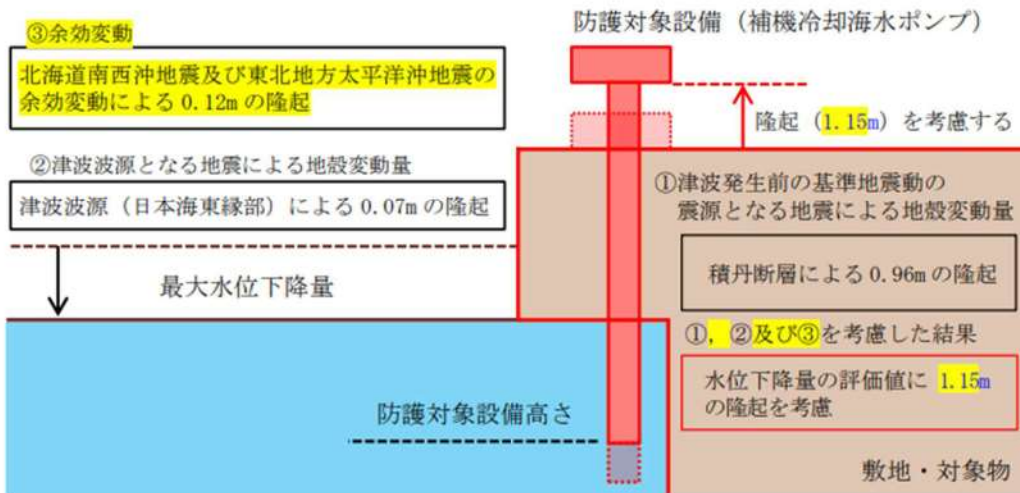 防護対象設備（補機冷却海水ポンプ）
③余効変動
北海道南西沖地震及び東北地方太平洋沖地震の
余効変動による 0.12m の隆起
隆起（1.15m）を考慮する
②津波波源となる地震による地殻変動量
津波波源（日本海東縁部）による 0.07m の隆起
①津波発生前の基準地震動の
震源となる地震による地殻変動量
積丹断層による 0.96m の隆起
最大水位下降量
①，②及び③を考慮した結果
水位下降量の評価値に 1.15m
の隆起を考慮
防護対象設備高さ
敷地・対象物